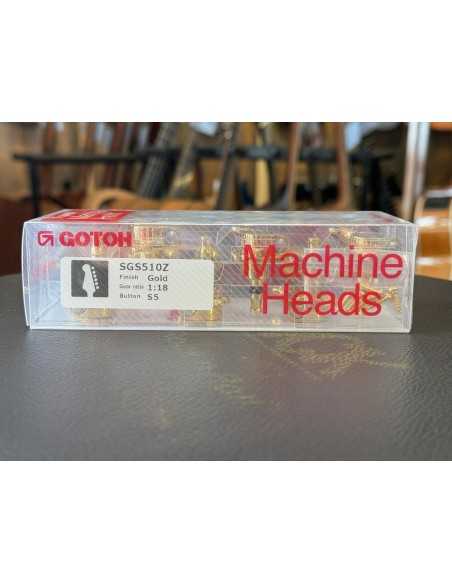 GOTOH
SGS510Z
Finish Gold
Gear ratio 1:18
Button S5
Machine
Heads